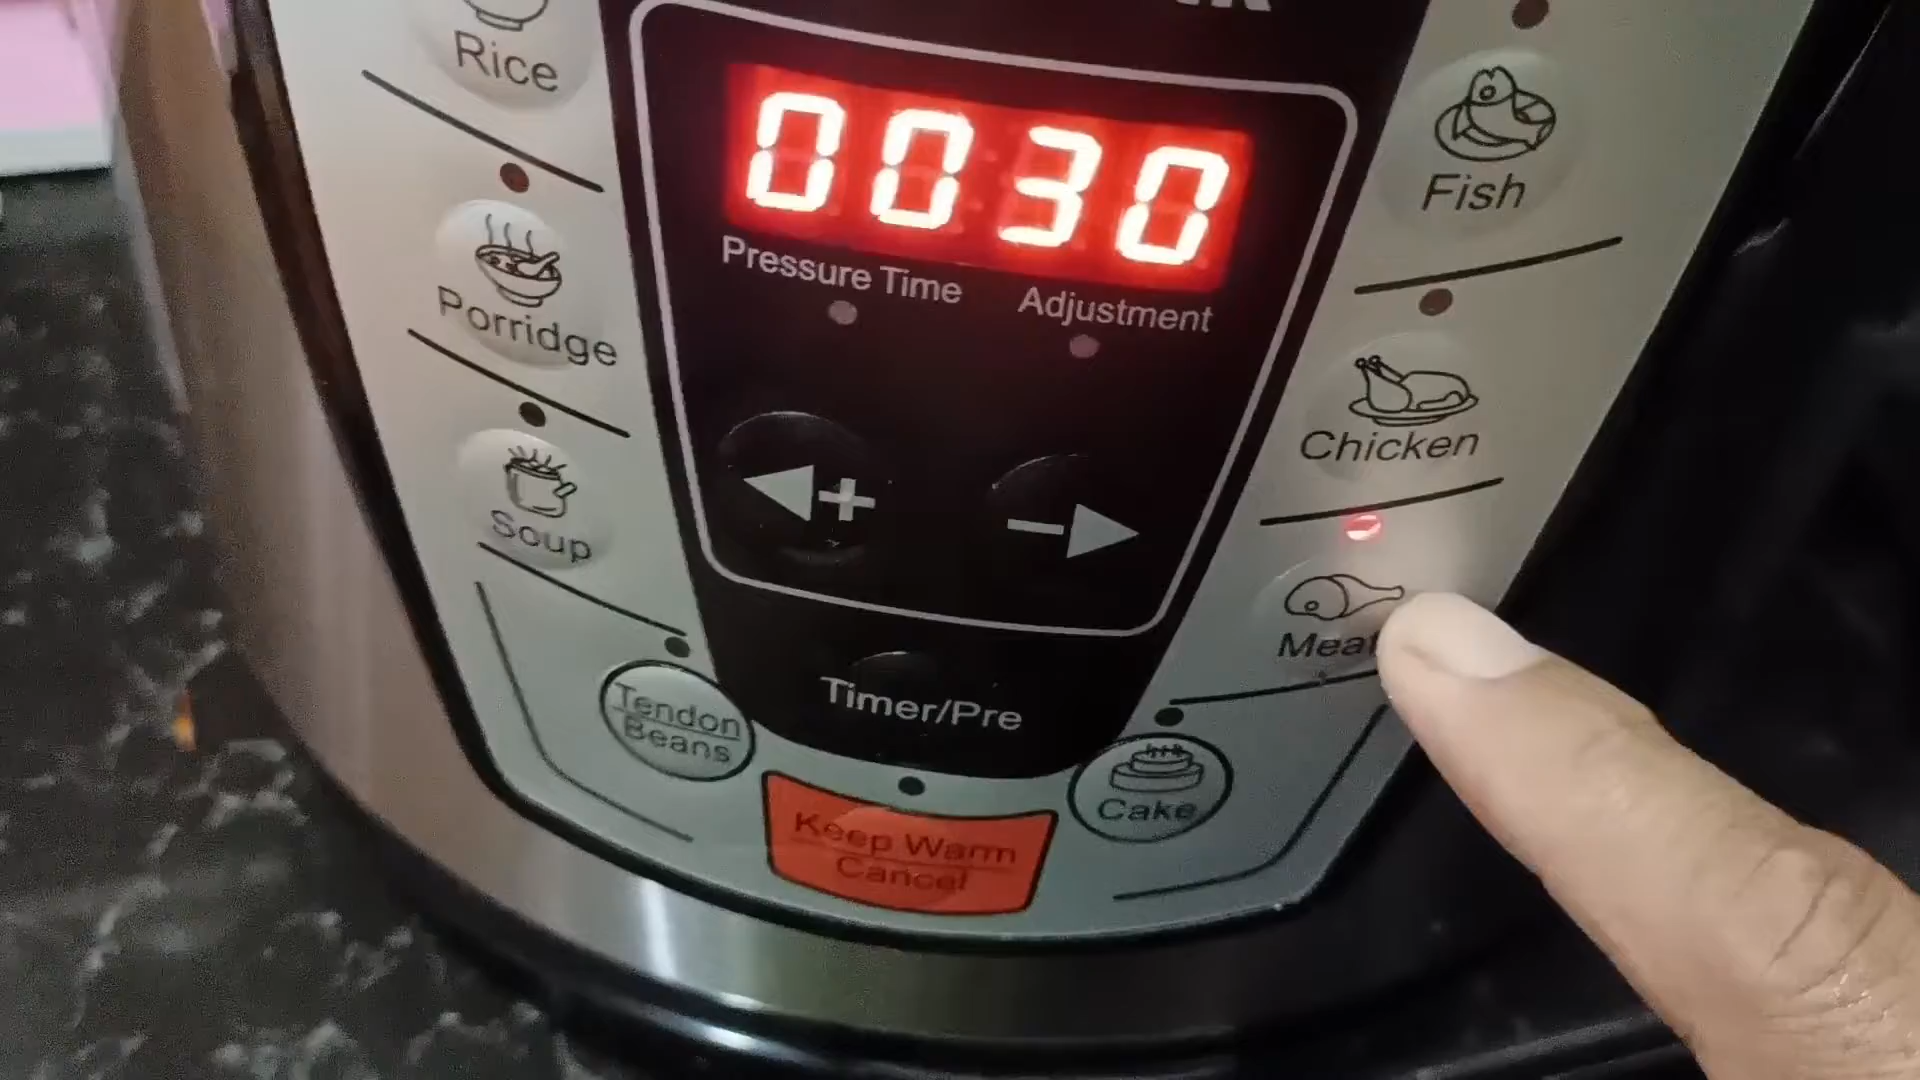 Rice
Porridge
Soup
Tendon
Beans
0030
Pressure Time
Adjustment
+
-
Timer/Pre
Keep Warm
Cancel
Fish
Chicken
Meat
Cake